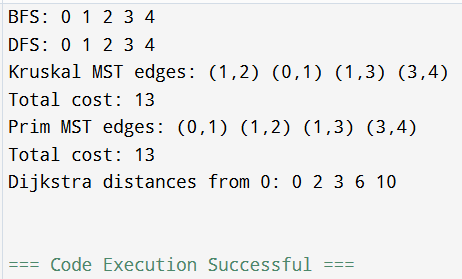 BFS: 0 1 2 3 4
DFS: 0 1 2 3 4
Kruskal MST edges: (1,2) (0,1) (1,3) (3,4)
Total cost: 13
Prim MST edges: (0,1) (1,2) (1,3) (3,4)
Total cost: 13
Dijkstra distances from 0: 0 2 3 6 10
=== Code Execution Successful ===